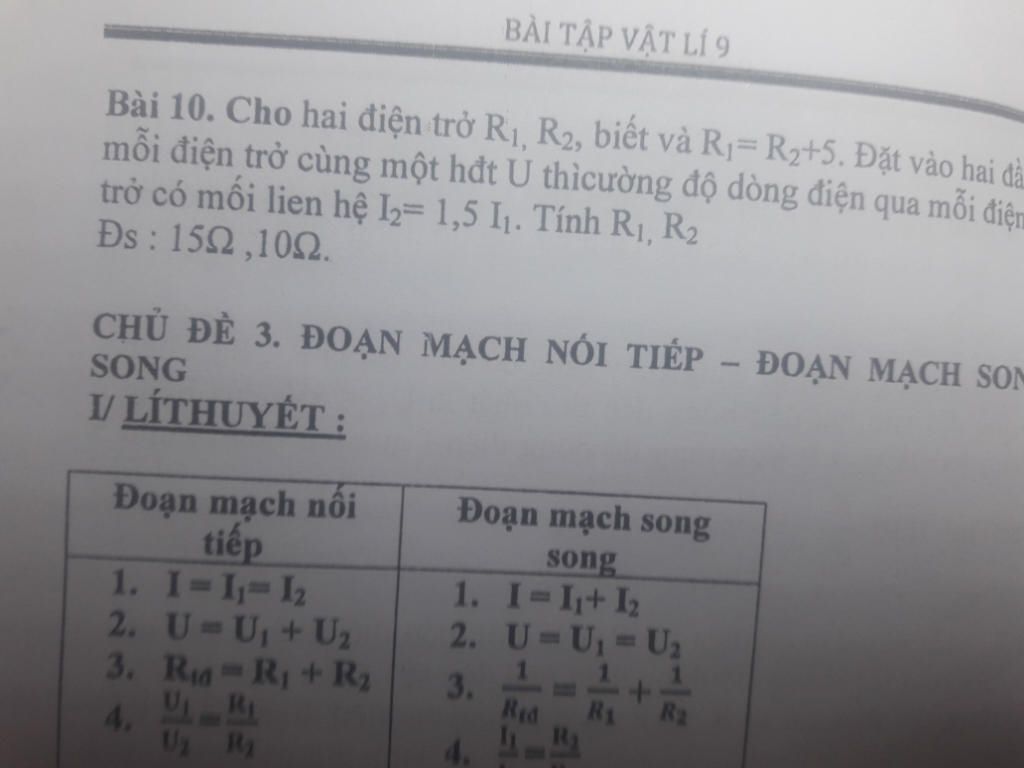 BÀI TẬP VẬT LÍ 9
Bài 10. Cho hai điện trở R₁, R₂, biết và R₁= R₂+5. Đặt vào hai
mỗi điện trở cùng một hđt U thìcường độ dòng điện qua mỗi điện
trở có mối lien hệ I₂= 1,5 I₁. Tính R₁, R₂
Đs : 15Ω ,10Ω.
CHỦ ĐỀ 3. ĐOẠN MẠCH NỐI TIẾP – ĐOẠN MẠCH
SONG
I/ LÍTHUYẾT :
Đoạn mạch nối
tiếp
1. I = I₁= I₂
2. U = U₁ + U₂
3. Rtđ = R₁ + R₂
4. U₁/U₂ = R₁/R₂
Đoạn mạch song
song
1. I = I₁+ I₂
2. U = U₁ = U₂
3. 1/Rtđ = 1/R₁ + 1/R₂
4. I₁ = R₂